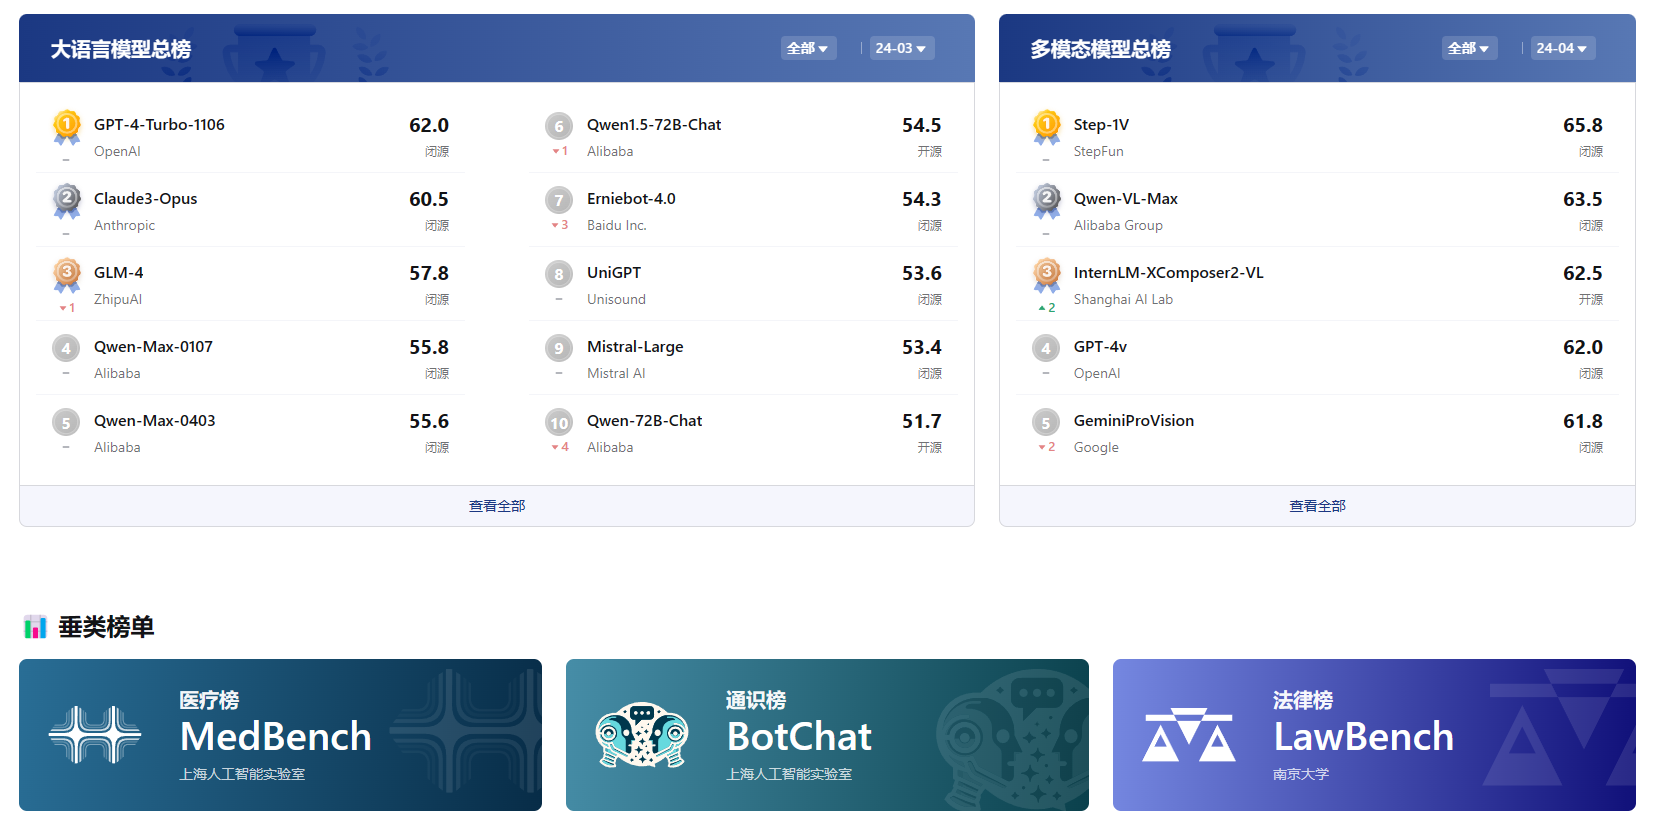 大语言模型总榜
全部
24-03
1
GPT-4-Turbo-1106
62.0
OpenAI
闭源
2
Claude3-Opus
60.5
Anthropic
闭源
3
GLM-4
57.8
1
ZhipuAI
闭源
4
Qwen-Max-0107
55.8
Alibaba
闭源
5
Qwen-Max-0403
55.6
Alibaba
闭源
6
Qwen1.5-72B-Chat
54.5
1
Alibaba
开源
7
Erniebot-4.0
54.3
3
Baidu Inc.
闭源
8
UniGPT
53.6
Unisound
闭源
9
Mistral-Large
53.4
Mistral AI
闭源
10
Qwen-72B-Chat
51.7
4
Alibaba
开源
查看全部
多模态模型总榜
全部
24-04
1
Step-1V
65.8
StepFun
闭源
2
Qwen-VL-Max
63.5
Alibaba Group
闭源
3
InternLM-XComposer2-VL
62.5
2
Shanghai AI Lab
开源
4
GPT-4v
62.0
OpenAI
闭源
5
GeminiProVision
61.8
2
Google
闭源
查看全部
垂类榜单
医疗榜
MedBench
上海人工智能实验室
通识榜
BotChat
上海人工智能实验室
法律榜
LawBench
南京大学